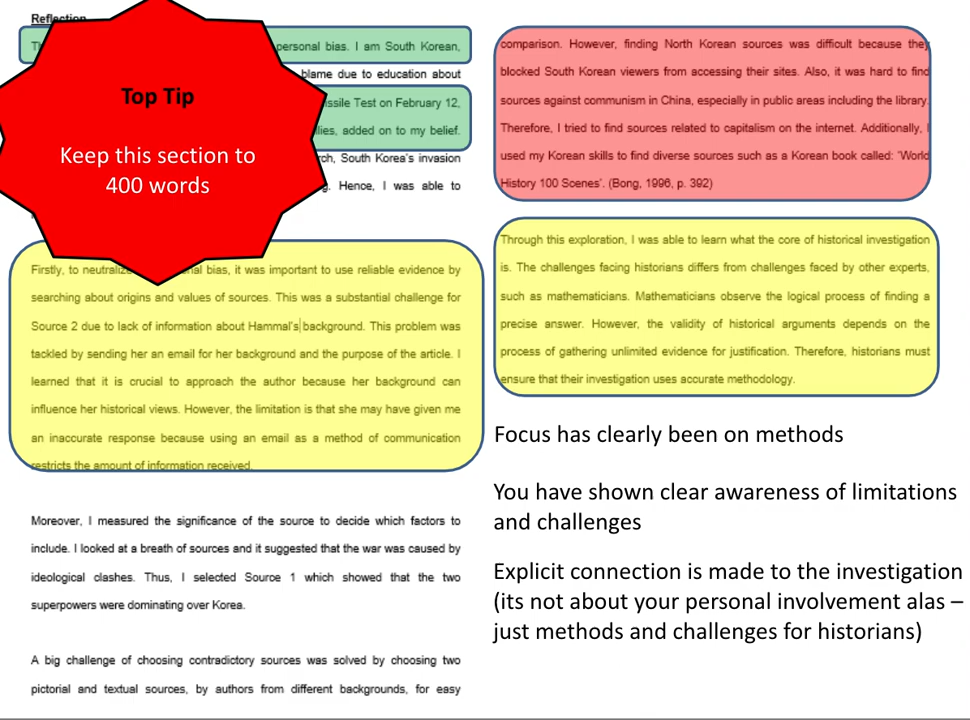 Reflection
personal bias. I am South Korean,
blame due to education about
Missile Test on February 12,
lies, added on to my belief.
South Korea's invasion
Hence, I was able to
Top Tip
Keep this section to
400 words
Firstly, to neutralize bias, it was important to use reliable evidence by
searching about origins and values of sources. This was a substantial challenge for
Source 2 due to lack of information about Hammal's background. This problem was
tackled by sending her an email for her background and the purpose of the article. I
learned that it is crucial to approach the author because her background can
influence her historical views. However, the limitation is that she may have given me
an inaccurate response because using an email as a method of communication
restricts the amount of information received.
Moreover, I measured the significance of the source to decide which factors to
include. I looked at a breath of sources and it suggested that the war was caused by
ideological clashes. Thus, I selected Source 1 which showed that the two
superpowers were dominating over Korea.
A big challenge of choosing contradictory sources was solved by choosing two
pictorial and textual sources, by authors from different backgrounds, for easy
comparison. However, finding North Korean sources was difficult because they
blocked South Korean viewers from accessing their sites. Also, it was hard to find
sources against communism in China, especially in public areas including the library.
Therefore, I tried to find sources related to capitalism on the internet. Additionally, I
used my Korean skills to find diverse sources such as a Korean book called: 'World
History 100 Scenes'. (Bong, 1996, p. 392)
Through this exploration, I was able to learn what the core of historical investigation
is. The challenges facing historians differs from challenges faced by other experts,
such as mathematicians. Mathematicians observe the logical process of finding a
precise answer. However, the validity of historical arguments depends on the
process of gathering unlimited evidence for justification. Therefore, historians must
ensure that their investigation uses accurate methodology.
Focus has clearly been on methods
You have shown clear awareness of limitations
and challenges
Explicit connection is made to the investigation
(its not about your personal involvement alas –
just methods and challenges for historians)